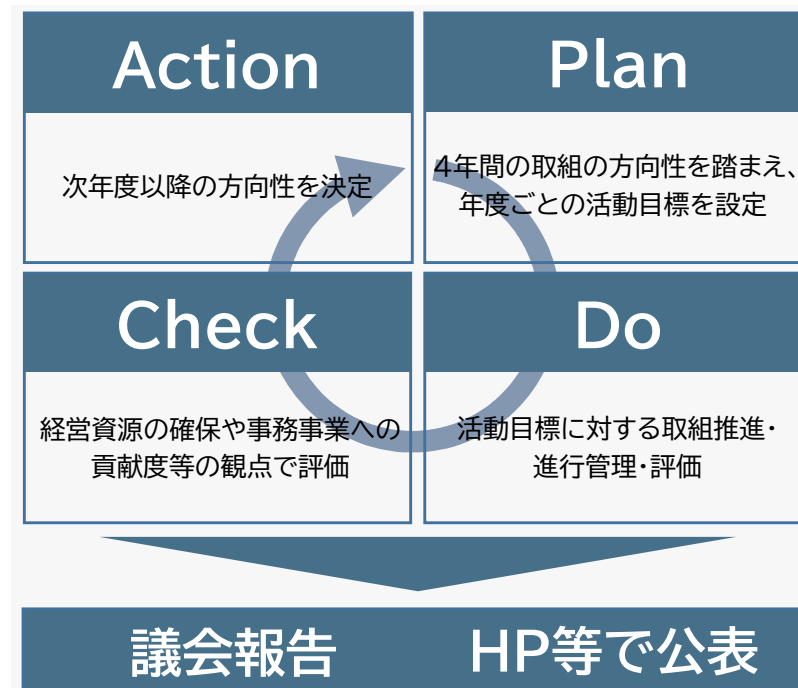 Action
次年度以降の方向性を決定
Plan
4年間の取組の方向性を踏まえ、
年度ごとの活動目標を設定
Check
経営資源の確保や事務事業への
貢献度等の観点で評価
Do
活動目標に対する取組推進・
進行管理・評価
議会報告
HP等で公表